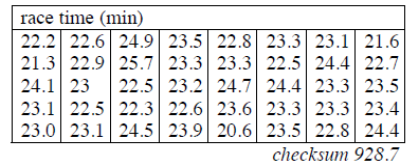 race time (min)
22.2 22.6 24.9 23.5 22.8 23.3 23.1 21.6
21.3 22.9 25.7 23.3 23.3 22.5 24.4 22.7
24.1 23 22.5 23.2 24.7 24.4 23.3 23.5
23.1 22.5 22.3 22.6 23.6 23.3 23.3 23.4
23.0 23.1 24.5 23.9 20.6 23.5 22.8 24.4
checksum 928.7